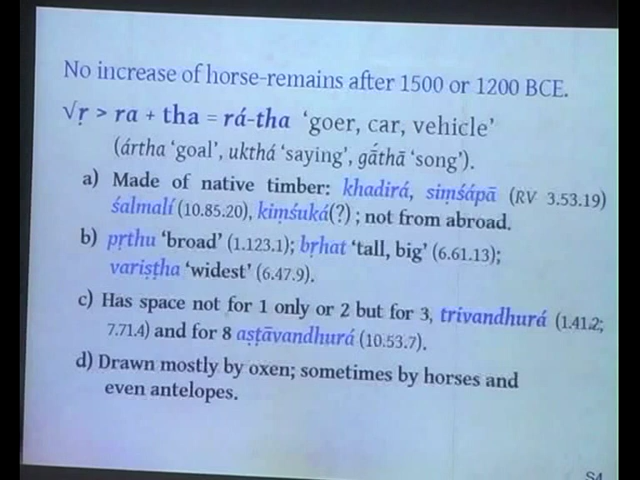 No increase of horse-remains after 1500 or 1200 BCE.
√ṛ > ra + tha = rá-tha ‘goer, car, vehicle’
(ártha ‘goal’, ukthá ‘saying’, gā́thā ‘song’).
a) Made of native timber: khadirá, siṃśápā (RV 3.53.19)
śalmalí (10.85.20), kiṃśuká(?) ; not from abroad.
b) pṛthu ‘broad’ (1.123.1); bṛhat ‘tall, big’ (6.61.13);
variṣṭha ‘widest’ (6.47.9).
c) Has space not for 1 only or 2 but for 3, trivandhurá (1.41.2;
7.71.4) and for 8 aṣṭāvandhurá (10.53.7).
d) Drawn mostly by oxen; sometimes by horses and
even antelopes.
S4